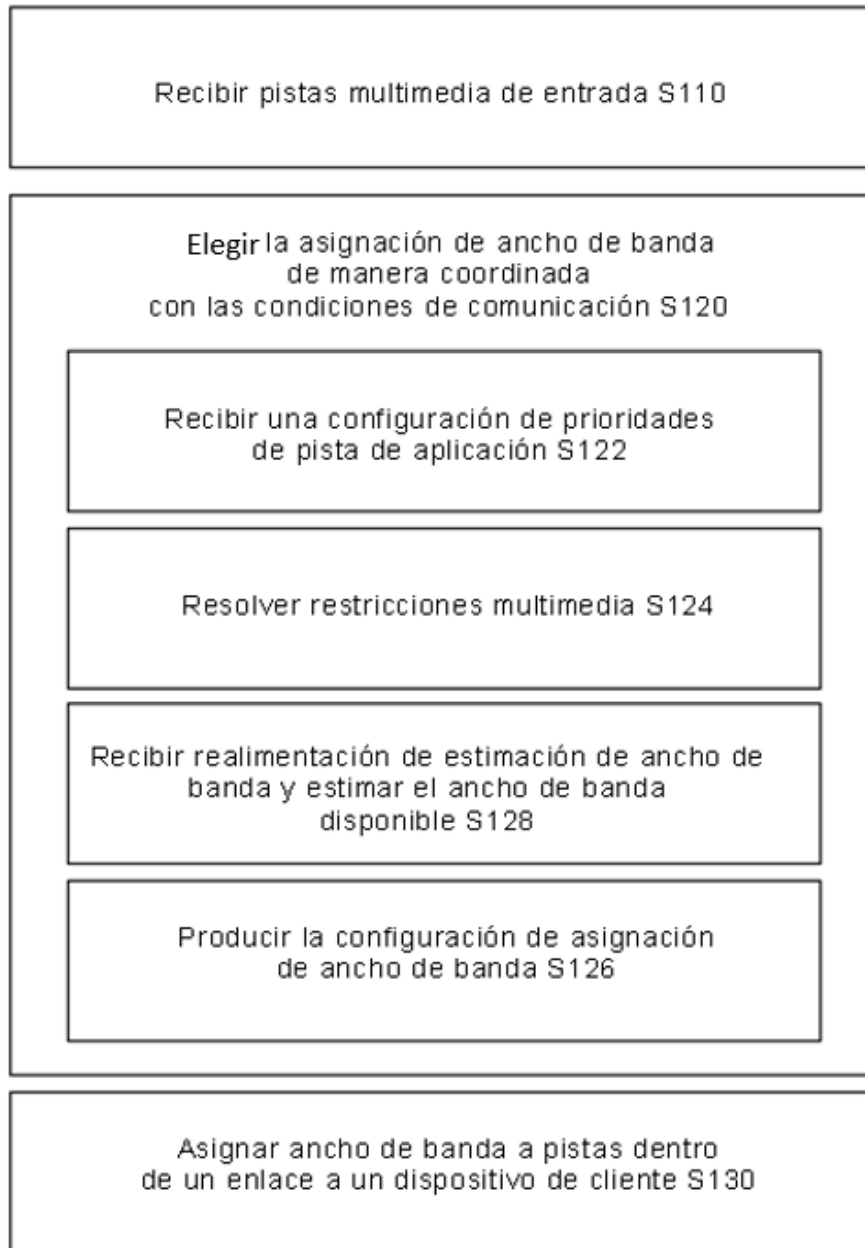 Recibir pistas multimedia de entrada S110
Elegir la asignación de ancho de banda
de manera coordinada
con las condiciones de comunicación S120
Recibir una configuración de prioridades
de pista de aplicación S122
Resolver restricciones multimedia S124
Recibir realimentación de estimación de ancho de
banda y estimar el ancho de banda
disponible S128
Producir la configuración de asignación
de ancho de banda S126
Asignar ancho de banda a pistas dentro
de un enlace a un dispositivo de cliente S130